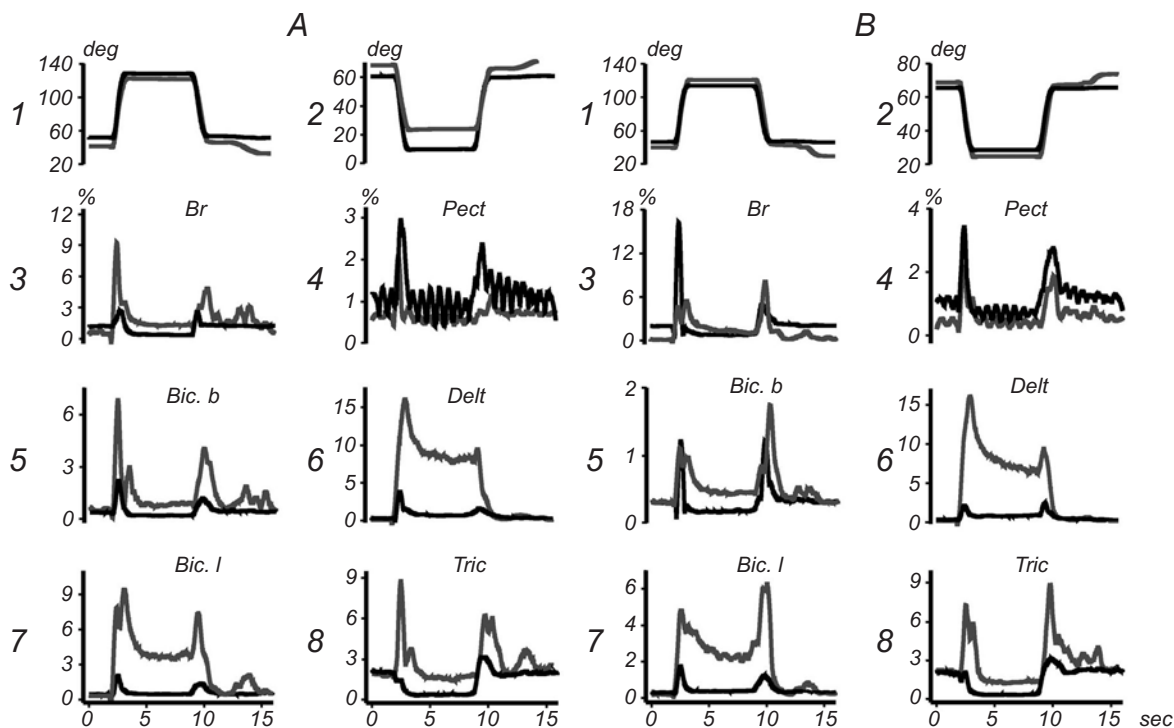 A B
deg deg deg deg
140 60 140 80
100 40 100 60
1 2 1 2
60 20 60 40
20 0 20 20
% Br % Pect % Br % Pect
12 3 18 4
9 2 12
3 6 4 1 3 6 4 2
3
0 0 0 0
Bic. b Delt Bic. b Delt
6 15 2 15
5 3 6 10 5 1 6 10
5 5
0 0 0 0
Bic. l Tric Bic. l Tric
9 9 6 9
7 6 8 6 7 4 8 6
3 3 2 3
0 0 0 0
0 5 10 15 0 5 10 15 0 5 10 15 0 5 10 15 sec